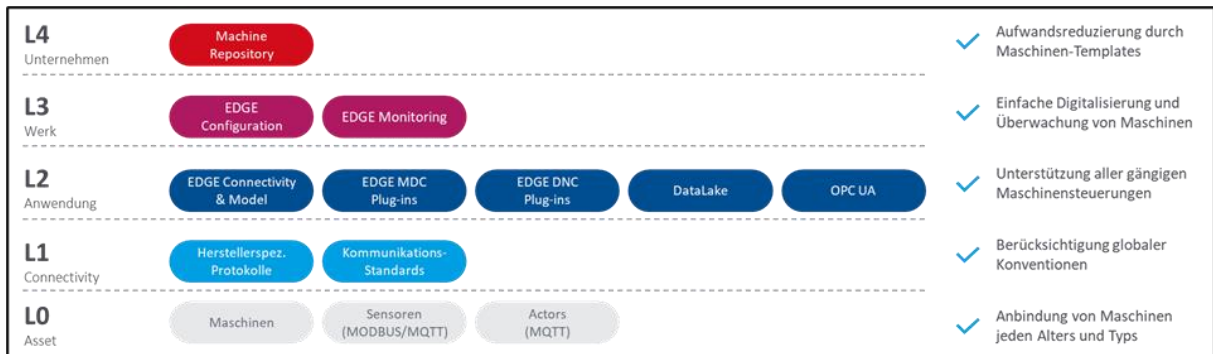 L4
Unternehmen
Machine
Repository
Aufwandsreduzierung durch
Maschinen-Templates
L3
Werk
EDGE
Configuration
EDGE Monitoring
Einfache Digitalisierung und
Überwachung von Maschinen
L2
Anwendung
EDGE Connectivity
& Model
EDGE MDC
Plug-ins
EDGE DNC
Plug-ins
DataLake
OPC UA
Unterstützung aller gängigen
Maschinensteuerungen
L1
Connectivity
Herstellerspez.
Protokolle
Kommunikations-
Standards
Berücksichtigung globaler
Konventionen
L0
Asset
Maschinen
Sensoren
(MODBUS/MQTT)
Actors
(MQTT)
Anbindung von Maschinen
jeden Alters und Typs